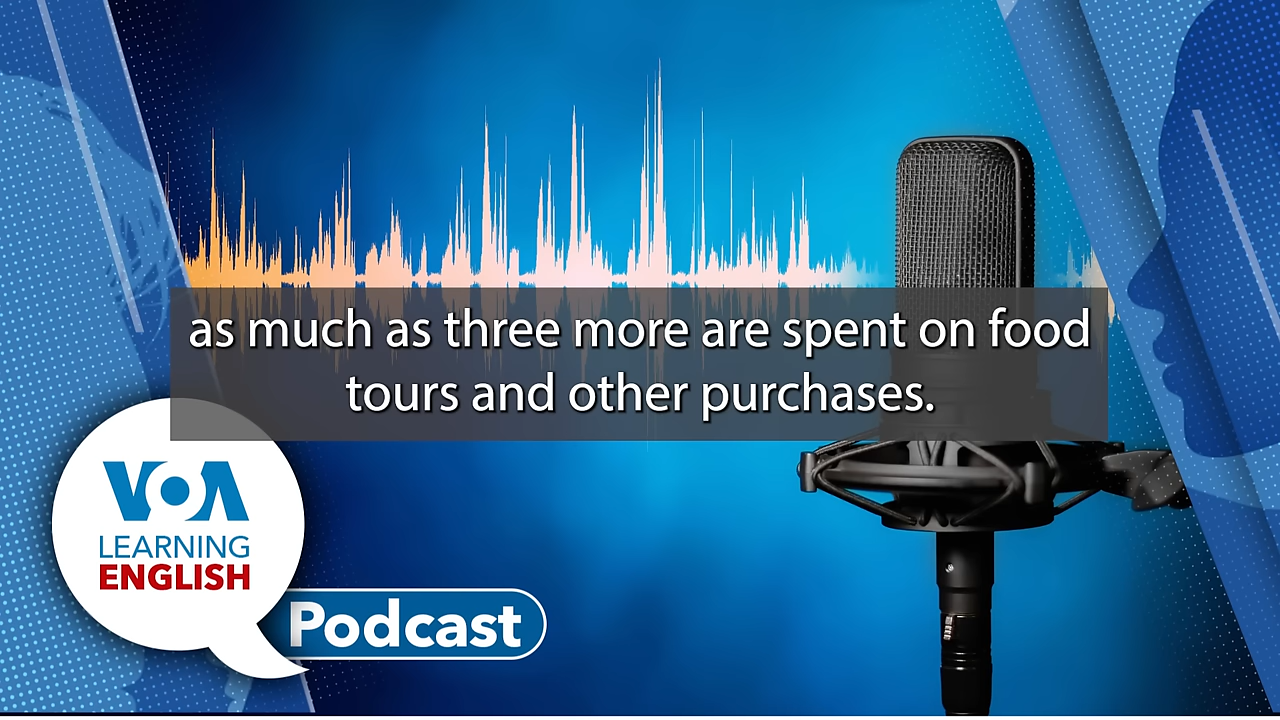 as much as three more are spent on food
tours and other purchases.
VOA
LEARNING
ENGLISH
Podcast